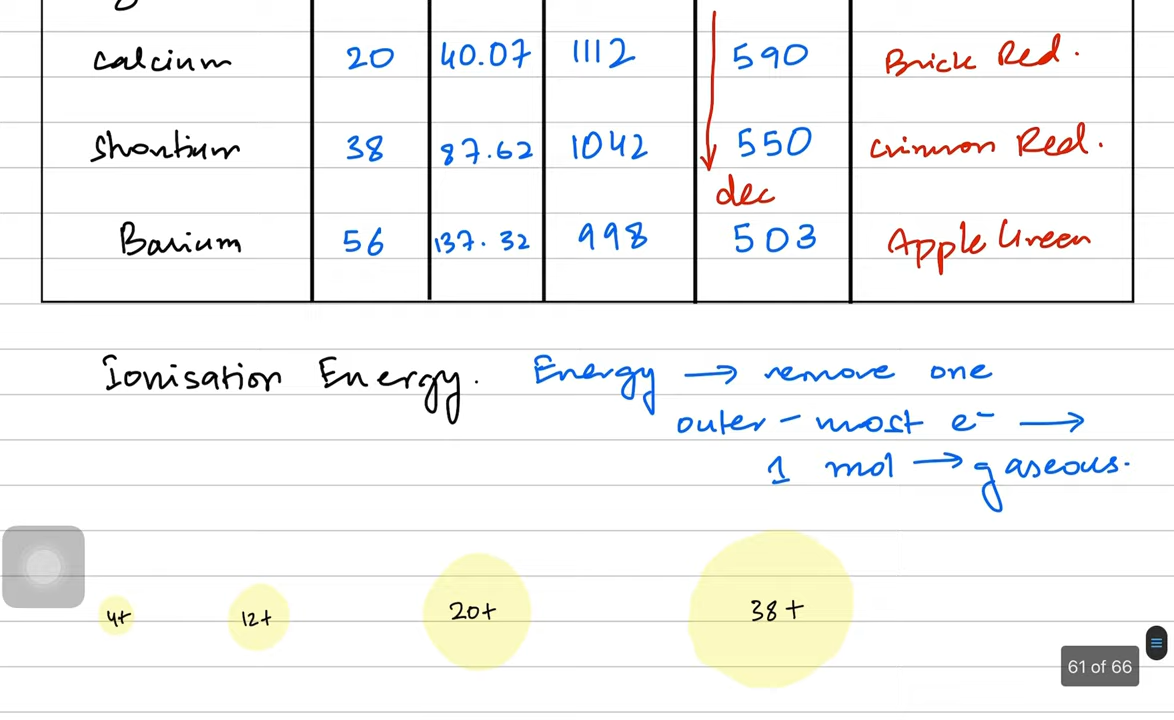 Calcium 20 40.07 1112 590 Brick Red.
Strontium 38 87.62 1042 550 Crimson Red.
dec
Barium 56 137.32 998 503 Apple Green
Ionisation Energy. Energy → remove one
outer-most e⁻ →
1 mol → gaseous.
4+ 12+ 20+ 38+
61 of 66